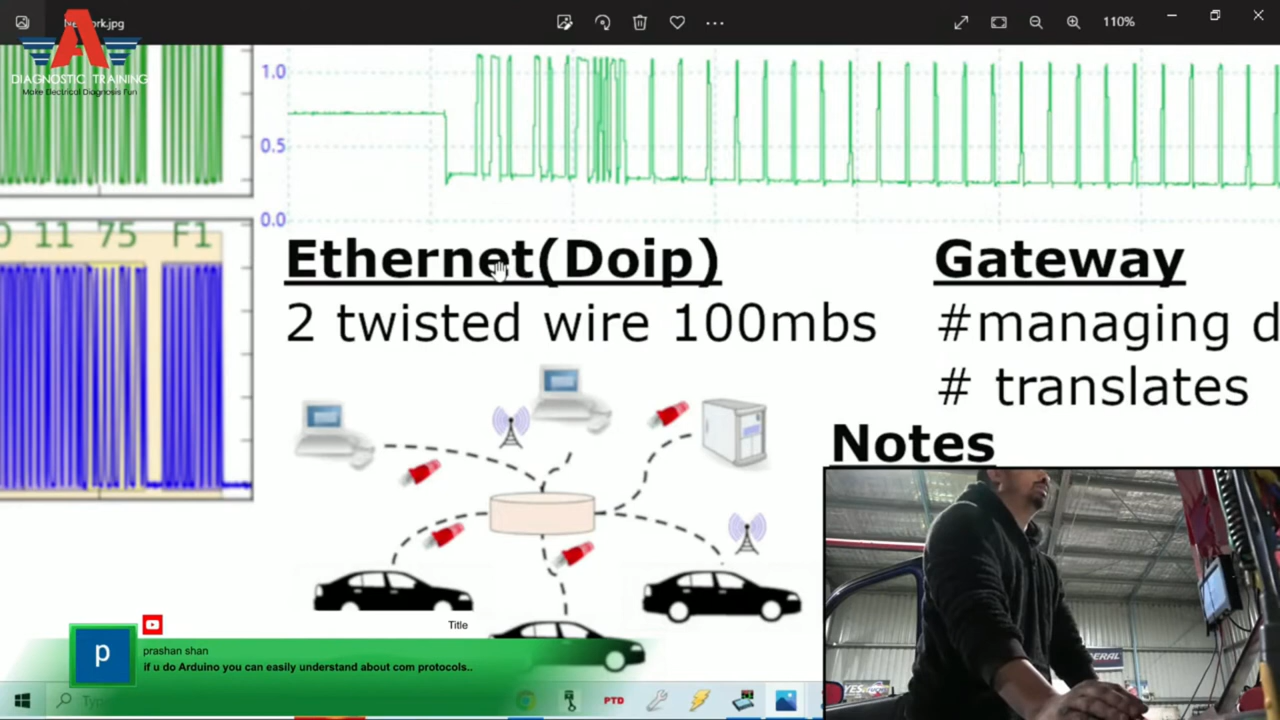 Network.jpg
110%
A
DIAGNOSTIC TRAINING
Make Electrical Diagnosis Fun
1.0
0.5
0.0
0 11 75 F1
Ethernet(Doip)
2 twisted wire 100mbs
Gateway
#managing d
# translates
Notes
Title
p
prashan shan
if u do Arduino you can easily understand about com protocols..
PTD